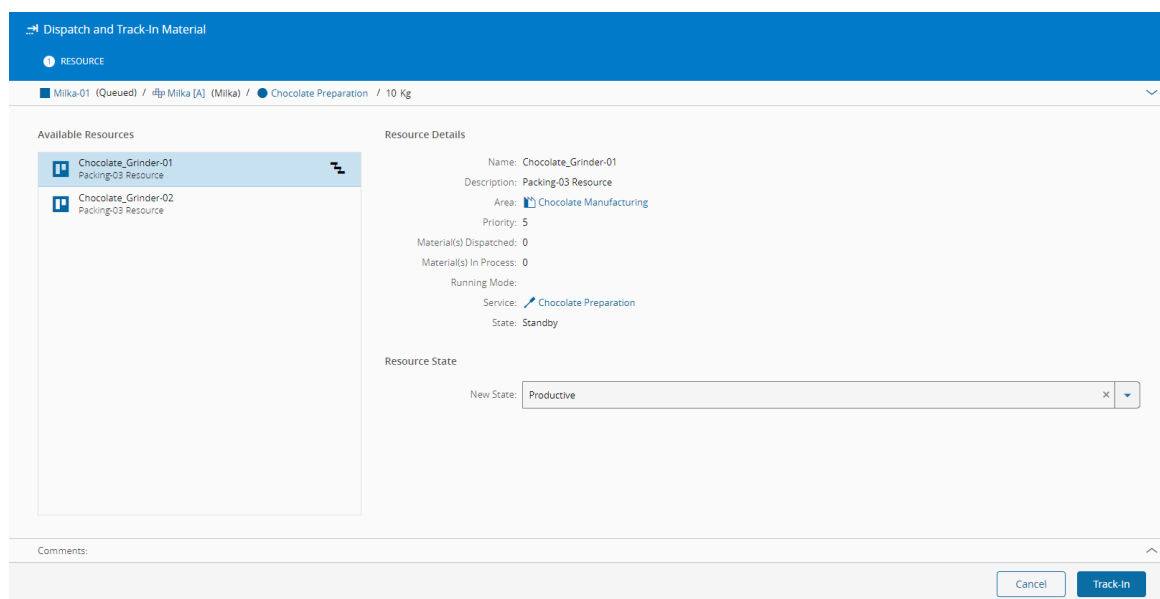 Dispatch and Track-In Material
1 RESOURCE
Milka-01 (Queued) / Milka [A] (Milka) / Chocolate Preparation / 10 Kg
Available Resources
Chocolate_Grinder-01
Packing-03 Resource
Chocolate_Grinder-02
Packing-03 Resource
Resource Details
Name: Chocolate_Grinder-01
Description: Packing-03 Resource
Area: Chocolate Manufacturing
Priority: 5
Material(s) Dispatched: 0
Material(s) In Process: 0
Running Mode:
Service: Chocolate Preparation
State: Standby
Resource State
New State: Productive
Comments:
Cancel Track-In